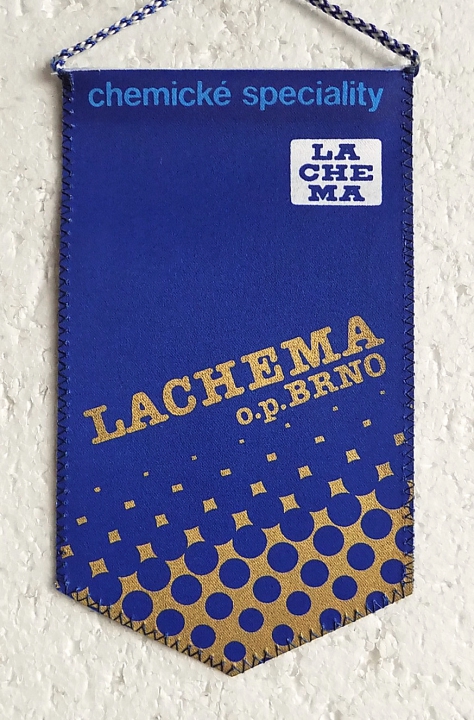 chemické speciality
LA
CHE
MA
LACHEMA
o.p.BRNO